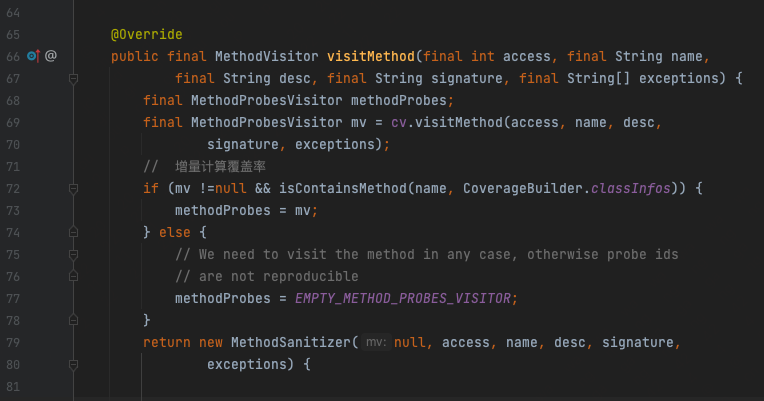 64
65 @Override
66 @ public final MethodVisitor visitMethod(final int access, final String name,
67 final String desc, final String signature, final String[] exceptions) {
68 final MethodProbesVisitor methodProbes;
69 final MethodProbesVisitor mv = cv.visitMethod(access, name, desc,
70 signature, exceptions);
71 // 增量计算覆盖率
72 if (mv !=null && isContainsMethod(name, CoverageBuilder.classInfos)) {
73 methodProbes = mv;
74 } else {
75 // We need to visit the method in any case, otherwise probe ids
76 // are not reproducible
77 methodProbes = EMPTY_METHOD_PROBES_VISITOR;
78 }
79 return new MethodSanitizer( mv: null, access, name, desc, signature,
80 exceptions) {
81